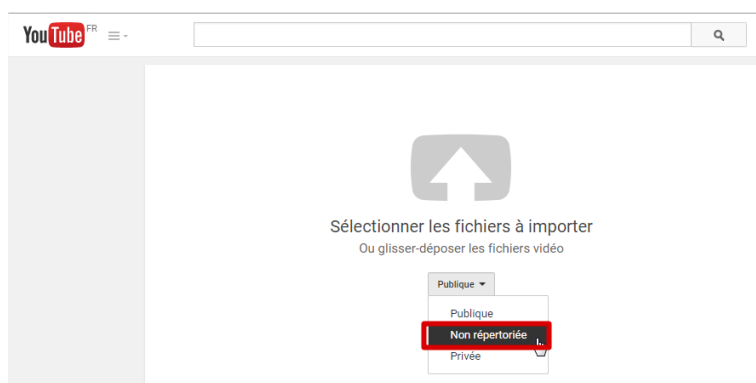 YouTube FR
Sélectionner les fichiers à importer
Ou glisser-déposer les fichiers vidéo
Publique
Publique
Non répertoriée
Privée